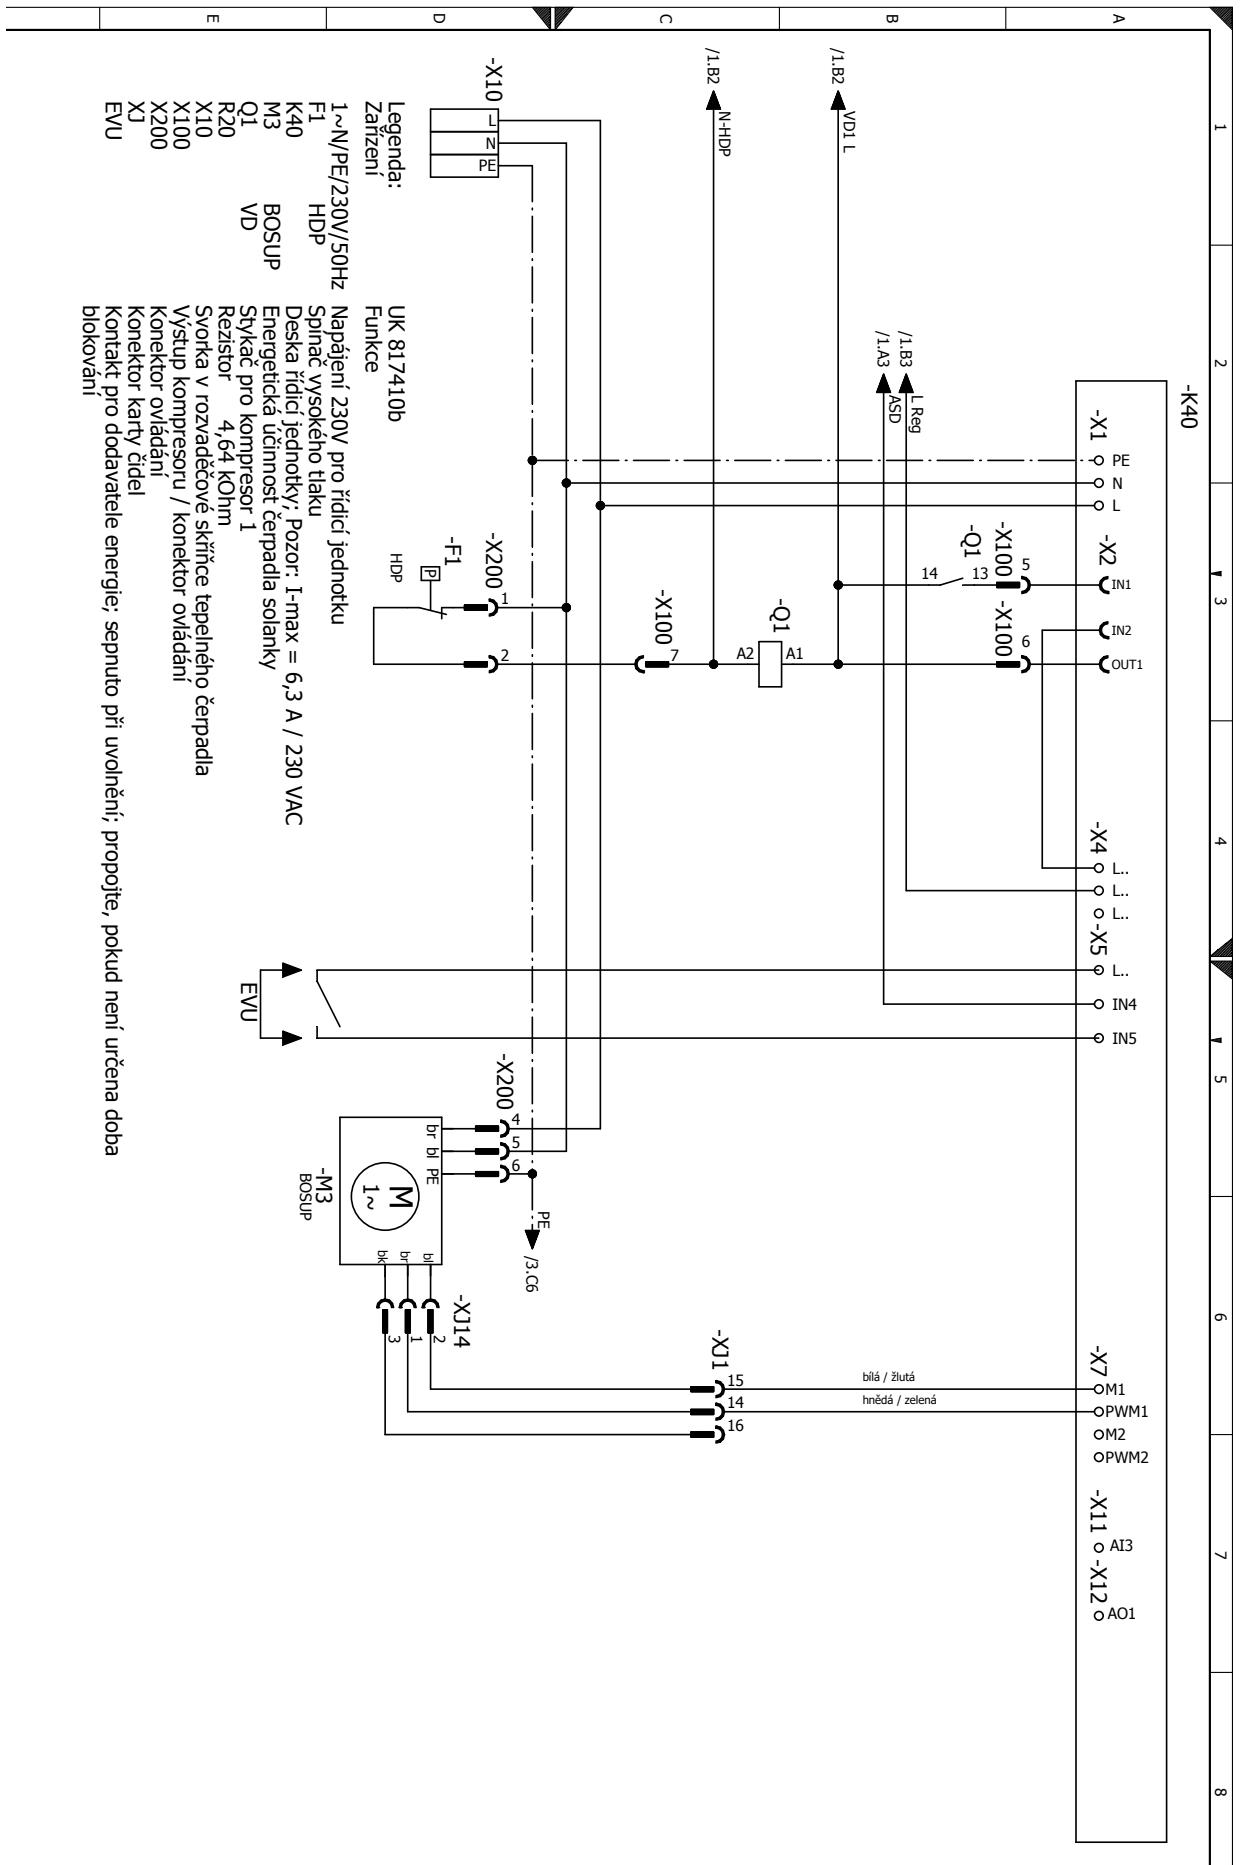 1
2
3
4
5
6
7
8
A
B
C
D
E
-K40
-X1
PE
N
L
-X2
IN1
IN2
OUT1
-X4
L..
L..
L..
-X5
L..
IN4
IN5
-X7
M1
PWM1
M2
PWM2
-X11
AI3
-X12
AO1
/1.B2
VD1 L
/1.B2
N-HDP
/1.B3
L Reg
/1.A3
ASD
-X100
5
-Q1
13
14
-X100
6
-Q1
A1
A2
-X100
7
-X200
1
2
-F1
P
HDP
-X10
L
N
PE
EVU
-X200
4
5
6
br
bl
PE
M
1~
-M3
BOSUP
bl
br
bk
PE
/3.C6
-XJ14
2
1
3
-XJ1
15
14
16
bílá / žlutá
hnědá / zelená
Legenda: UK 817410b
Zařízení Funkce
1~N/PE/230V/50Hz Napájení 230V pro řídicí jednotku
F1 HDP Spínač vysokého tlaku
K40 Deska řídicí jednotky; Pozor: I-max = 6,3 A / 230 VAC
M3 BOSUP Energetická účinnost čerpadla solanky
Q1 VD Stykač pro kompresor 1
R20 Rezistor 4,64 kOhm
X10 Svorka v rozvaděčové skříňce tepelného čerpadla
X100 Výstup kompresoru / konektor ovládání
X200 Konektor ovládání
XJ Konektor karty čidel
EVU Kontakt pro dodavatele energie; sepnuto při uvolnění; propojte, pokud není určena doba
blokování